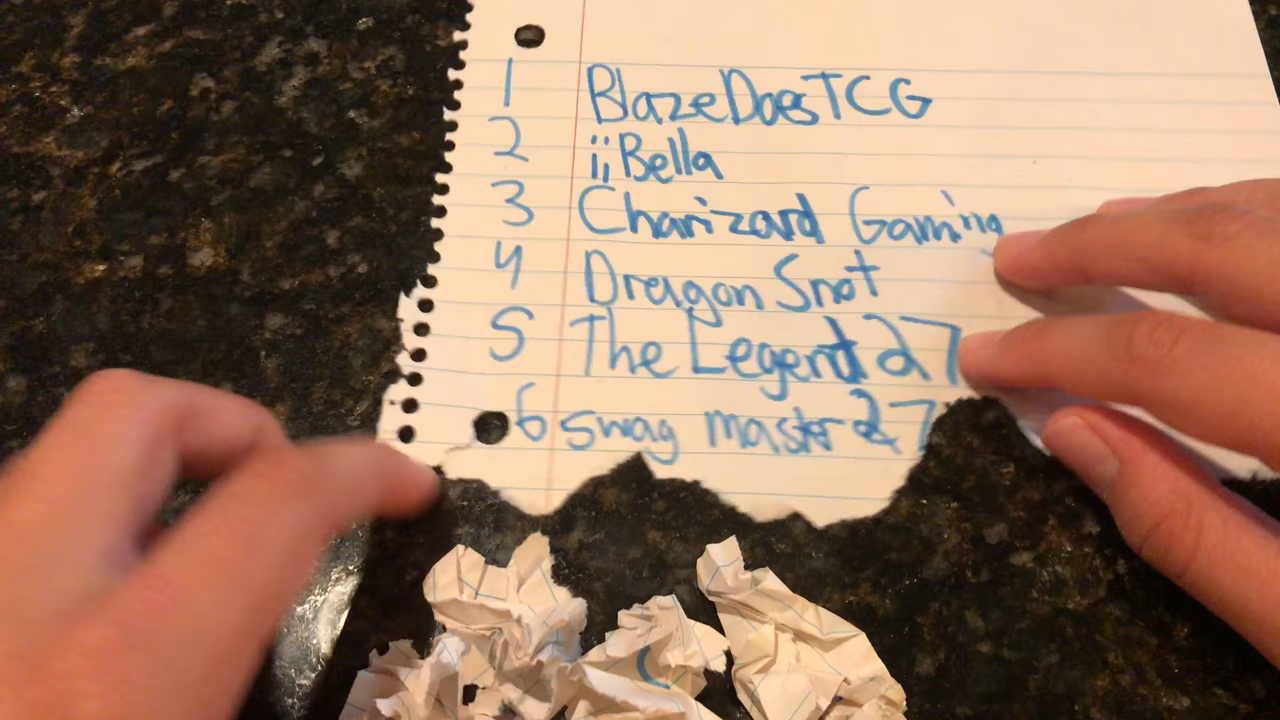 1 BlazeDoesTCG
2 iiBella
3 Charizard Gaming
4 Dragon Snot
5 The Legend 27
6 swag master 27